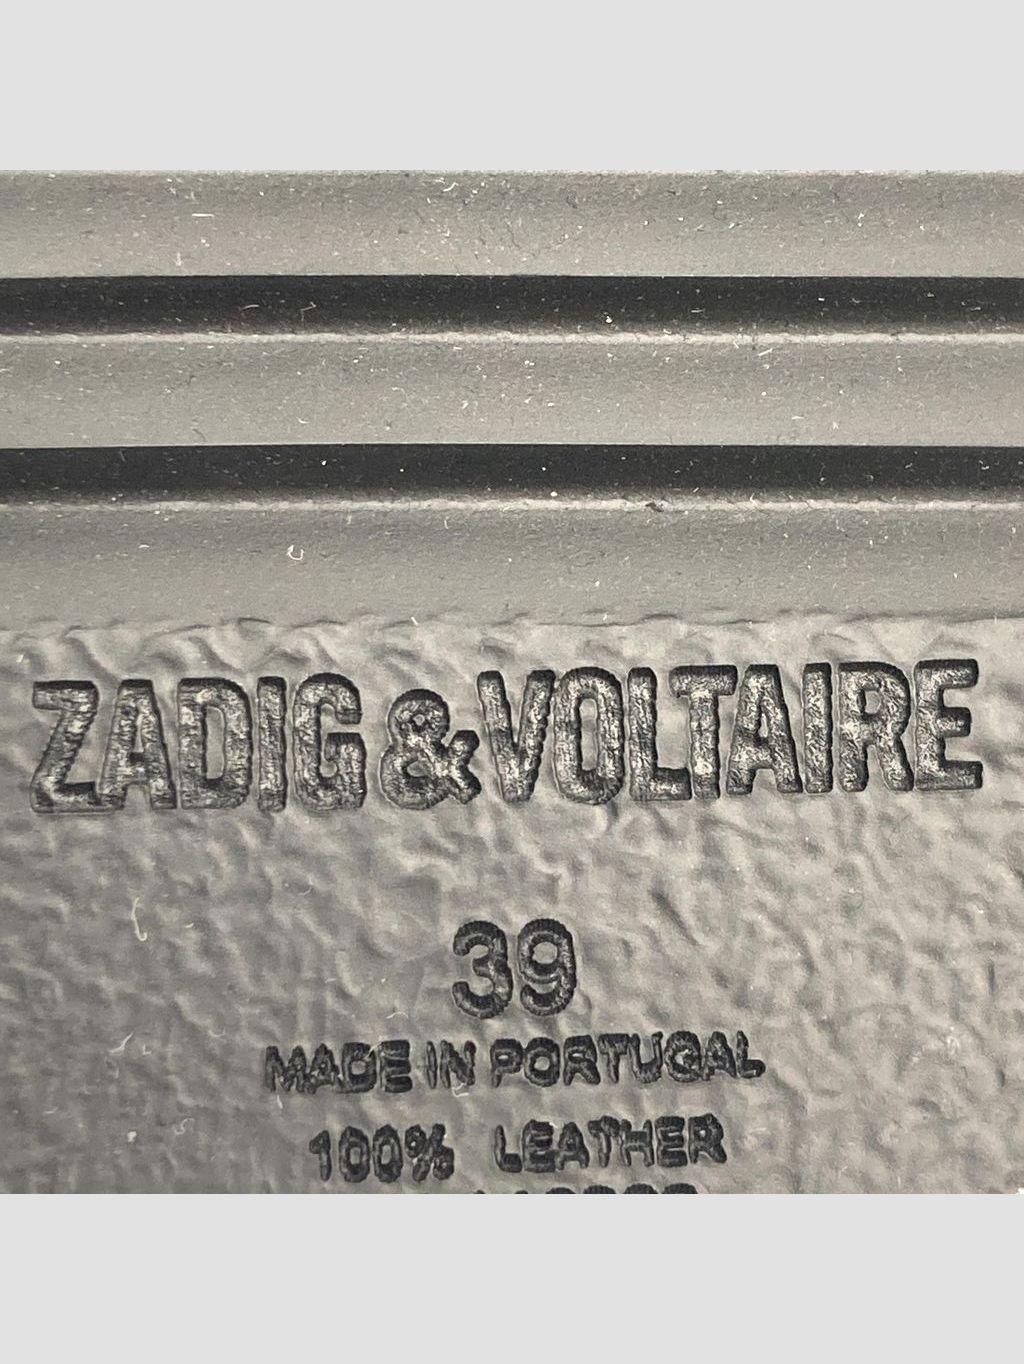 ZADIG & VOLTAIRE
39
MADE IN PORTUGAL
100% LEATHER